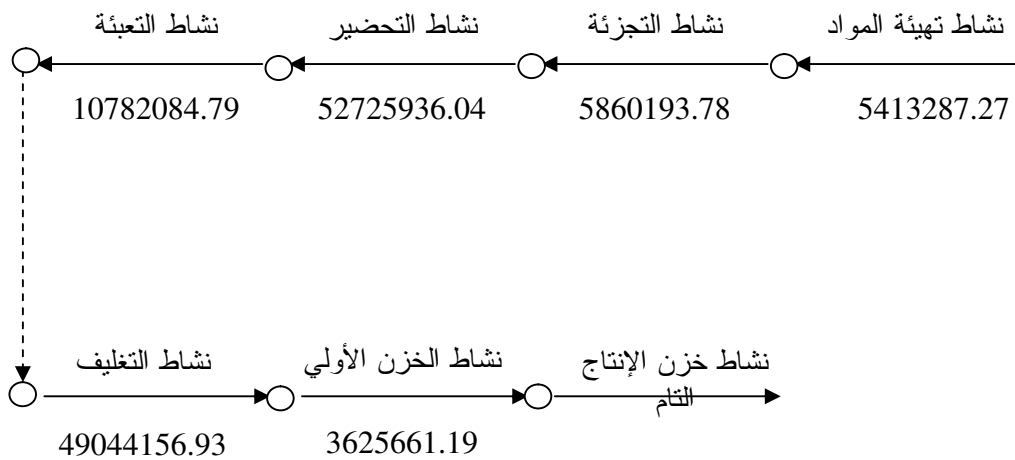 نشاط تهيئة المواد
نشاط التجزئة
نشاط التحضير
نشاط التعبئة
5413287.27
5860193.78
52725936.04
10782084.79
نشاط التغليف
نشاط الخزن الأولي
نشاط خزن الإنتاج
التام
49044156.93
3625661.19